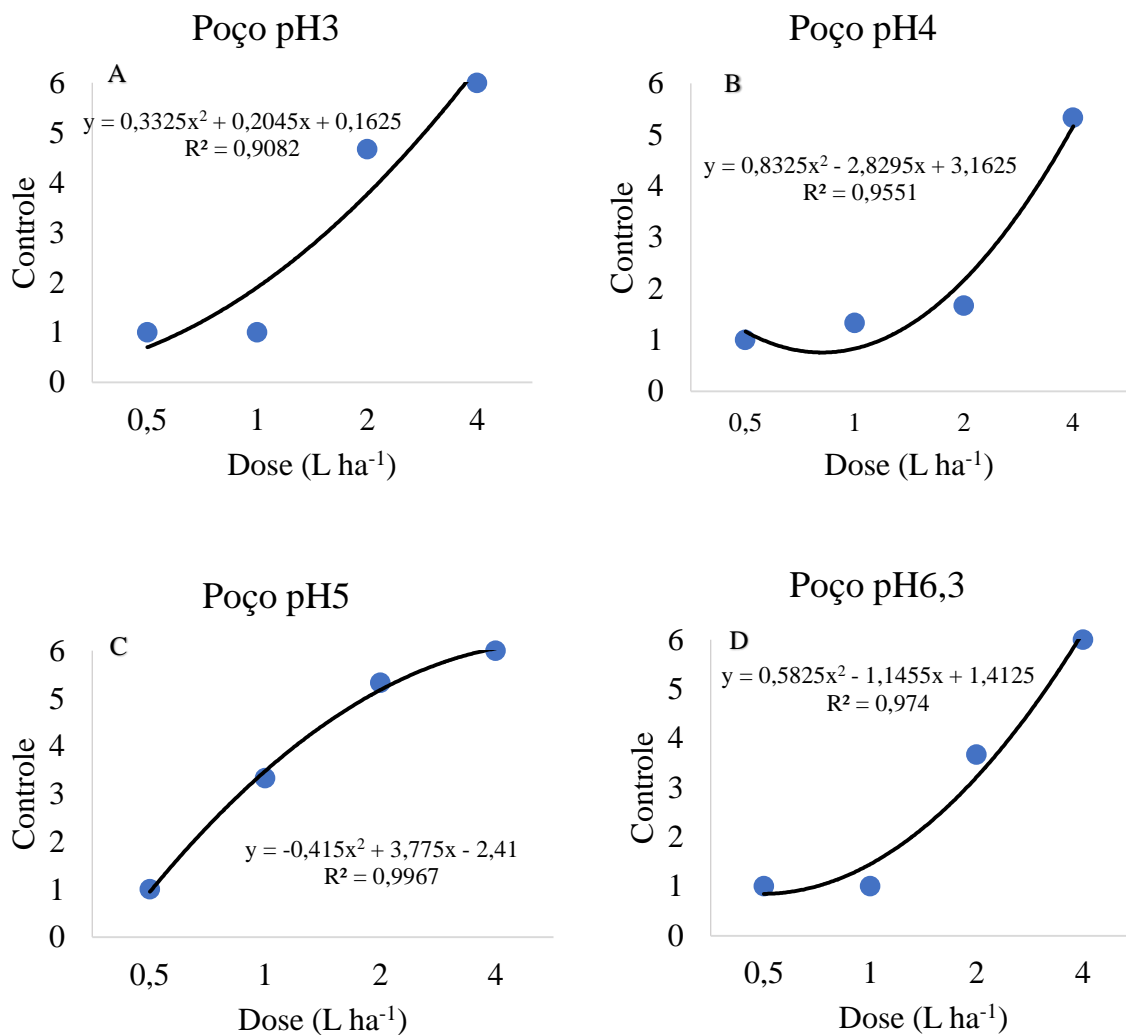 Poço pH3
A
6
y = 0,3325x² + 0,2045x + 0,1625
R² = 0,9082
5
4
3
2
1
0
Controle
0,5 1 2 4
Dose (L ha⁻¹)
Poço pH4
B
6
5
y = 0,8325x² - 2,8295x + 3,1625
R² = 0,9551
4
3
2
1
0
Controle
0,5 1 2 4
Dose (L ha⁻¹)
Poço pH5
C
6
5
4
3
2
y = -0,415x² + 3,775x - 2,41
R² = 0,9967
1
0
Controle
0,5 1 2 4
Dose (L ha⁻¹)
Poço pH6,3
D
6
y = 0,5825x² - 1,1455x + 1,4125
R² = 0,974
5
4
3
2
1
0
Controle
0,5 1 2 4
Dose (L ha⁻¹)